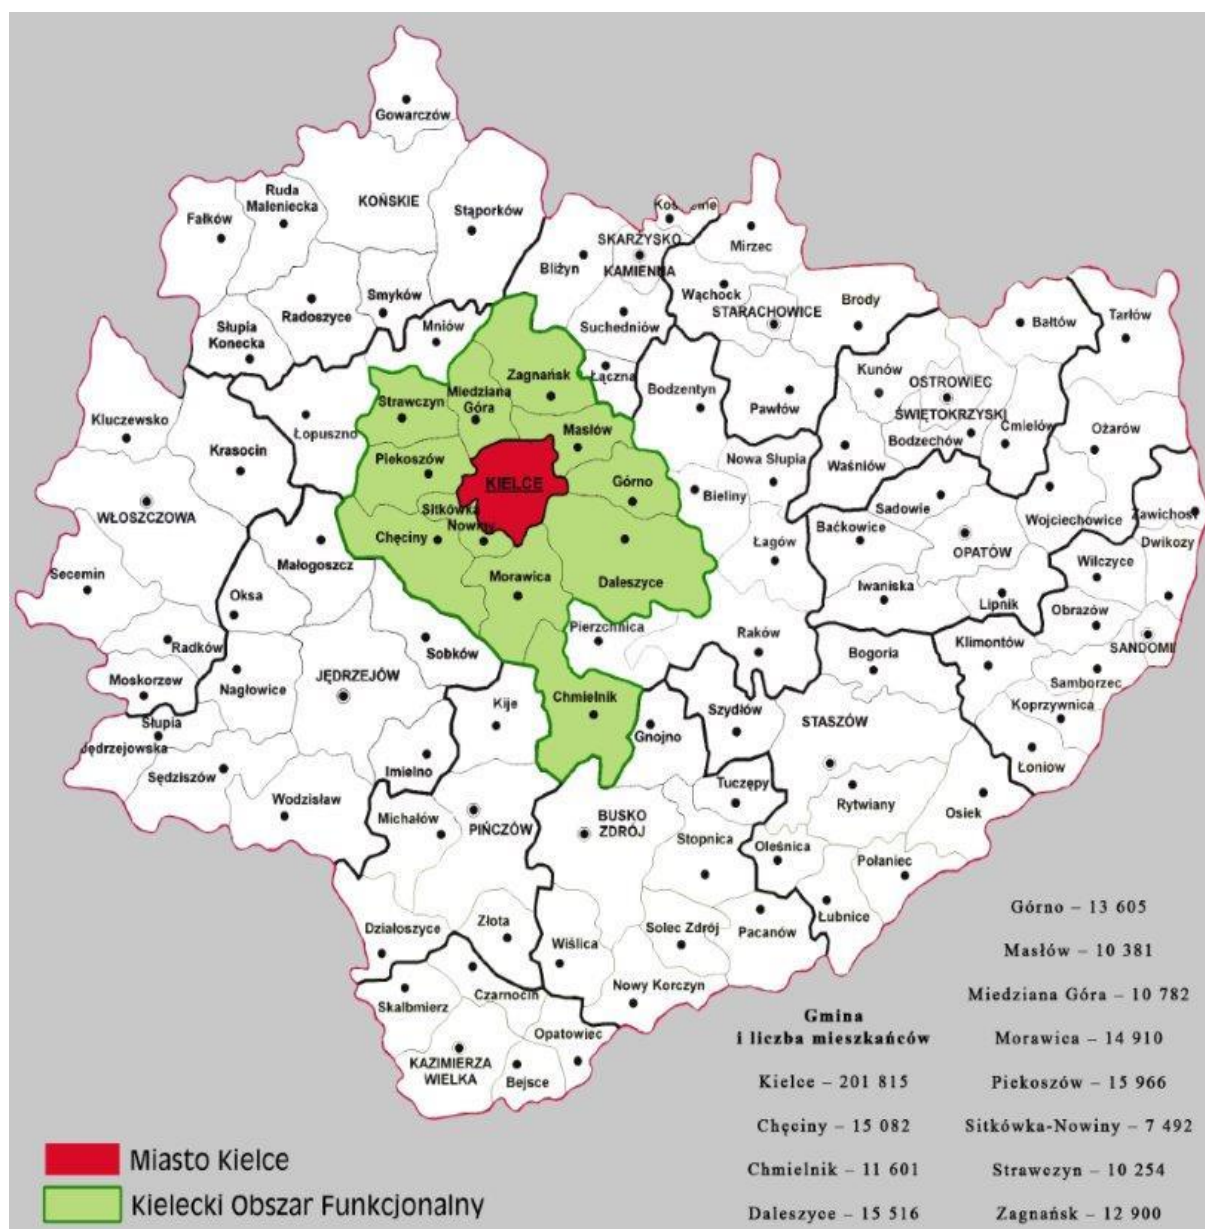 Gowarczów
Ruda
Maleniecka
KOŃSKIE
Fałków
Stąporków
Mirzec
SKARŻYSKO
KAMIENNA
Bliżyn
Wąchock
Smyków
Brody
Radoszyce
STARACHOWICE
Suchedniów
Bałtów
Tarłów
Słupia
Konecka
Mniów
Łączna
Zagnańsk
Kunów
OSTROWIEC
ŚWIĘTOKRZYSKI
Bodzentyn
Miedziana
Góra
Strawczyn
Pawłów
Kluczewsko
Łopuszno
Masłów
Bodzechów
Ćmielów
Ożarów
Krasocin
Piekoszów
Waśniów
Nowa Słupia
KIELCE
Górno
Bieliny
Sadowie
WŁOSZCZOWA
Sitkówka
Nowiny
Zawichost
Wojciechowice
Baćkowice
Chęciny
Łagów
OPATÓW
Dwikozy
Małogoszcz
Wilczyce
Secemin
Morawica
Daleszyce
Iwaniska
Oksa
Lipnik
Obrazów
Pierzchnica
Raków
Radków
Sobków
Klimontów
SANDOMI
Bogoria
Moskorzew
Nagłowice
JĘDRZEJÓW
Samborzec
Chmielnik
Kije
Szydłów
Koprzywnica
Słupia
Jędrzejowska
STASZÓW
Gnojno
Łoniow
Sędziszów
Imielno
Tuczępy
Rytwiany
Wodzisław
Osiek
Michałów
PIŃCZÓW
BUSKO
ZDRÓJ
Stopnica
Oleśnica
Połaniec
Łubnice
Działoszyce
Złota
Solec Zdrój
Pacanów
Wiślica
Nowy Korczyn
Skalbmierz
Czarnocin
Opatowiec
KAZIMIERZA
WIELKA
Bejsce
Gmina
i liczba mieszkańców
Kielce – 201 815
Chęciny – 15 082
Chmielnik – 11 601
Daleszyce – 15 516
Górno – 13 605
Masłów – 10 381
Miedziana Góra – 10 782
Morawica – 14 910
Piekoszów – 15 966
Sitkówka-Nowiny – 7 492
Strawczyn – 10 254
Zagnańsk – 12 900
Miasto Kielce
Kielecki Obszar Funkcjonalny